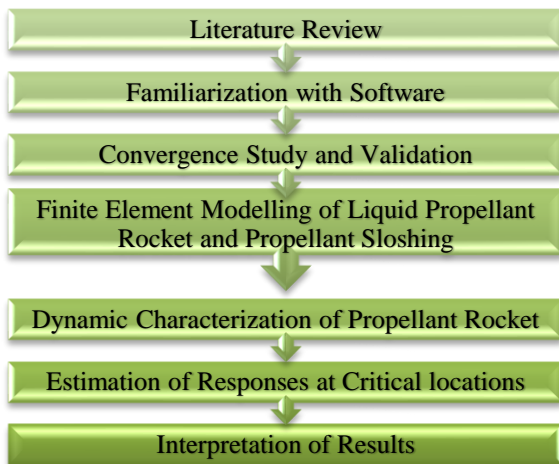 Literature Review
Familiarization with Software
Convergence Study and Validation
Finite Element Modelling of Liquid Propellant
Rocket and Propellant Sloshing
Dynamic Characterization of Propellant Rocket
Estimation of Responses at Critical locations
Interpretation of Results